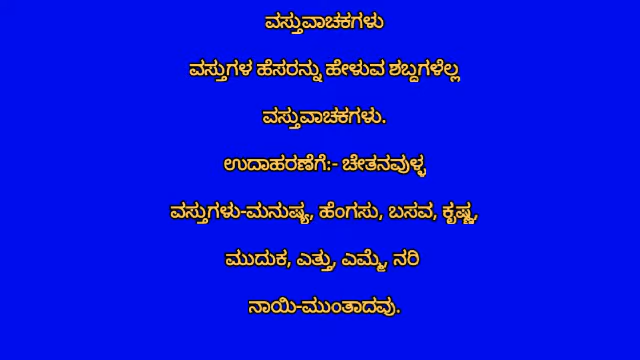 ವಸ್ತುವಾಚಕಗಳು
ವಸ್ತುಗಳ ಹೆಸರನ್ನು ಹೇಳುವ ಶಬ್ದಗಳೆಲ್ಲ
ವಸ್ತುವಾಚಕಗಳು.
ಉದಾಹರಣೆಗೆ:- ಚೇತನವುಳ್ಳ
ವಸ್ತುಗಳು-ಮನುಷ್ಯ, ಹೆಂಗಸು, ಬಸವ, ಕೃಷ್ಣ,
ಮುದುಕ, ಎತ್ತು, ಎಮ್ಮೆ, ನರಿ
ನಾಯಿ-ಮುಂತಾದವು.